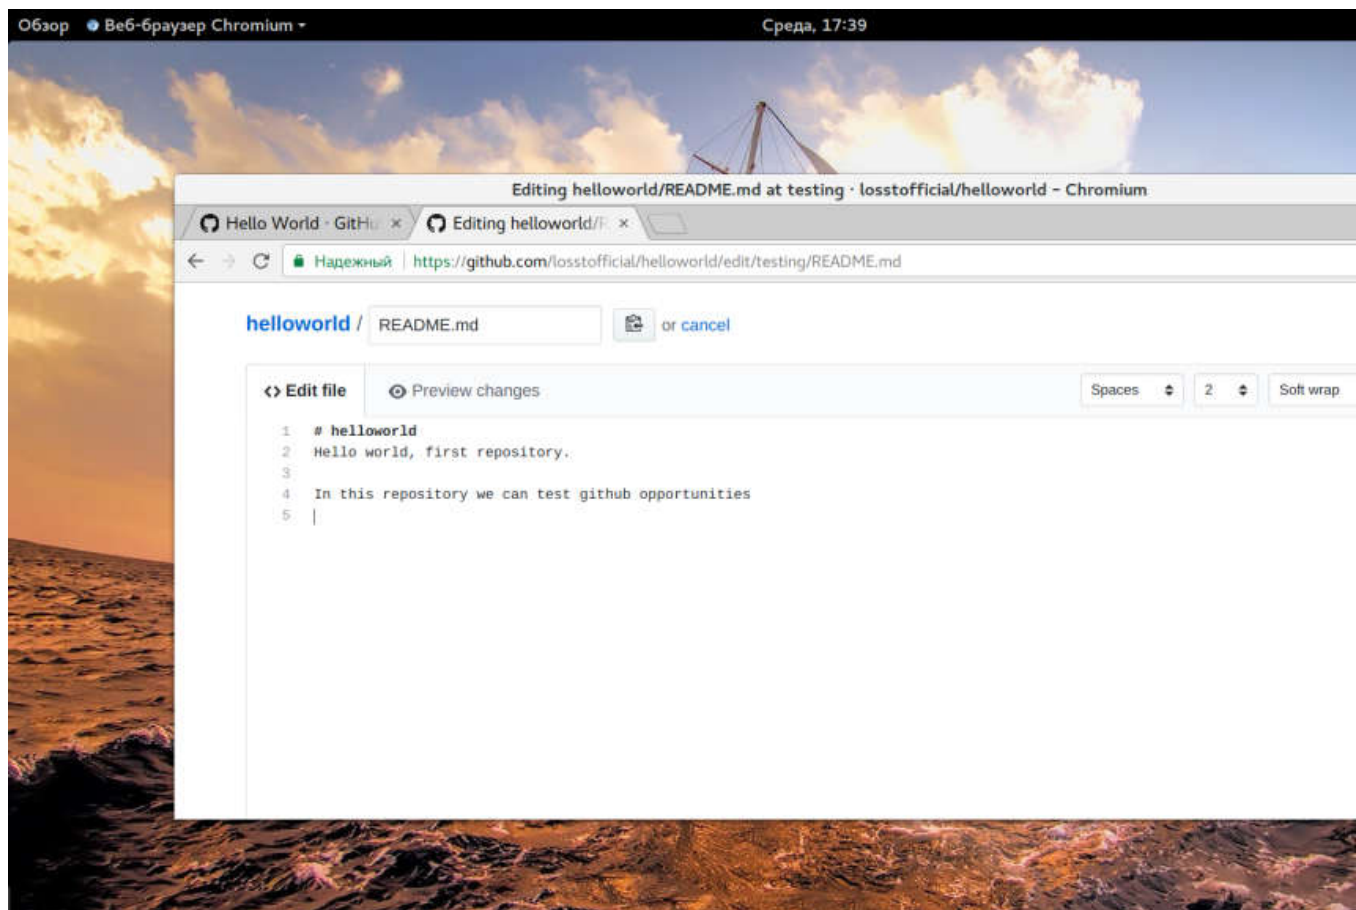 Обзор Веб-браузер Chromium Среда, 17:39
Editing helloworld/README.md at testing · losstofficial/helloworld - Chromium
Hello World · GitHu × Editing helloworld/R ×
Надежный https://github.com/losstofficial/helloworld/edit/testing/README.md
helloworld / README.md or cancel
<> Edit file Preview changes Spaces 2 Soft wrap
1 # helloworld
2 Hello world, first repository.
3
4 In this repository we can test github opportunities
5